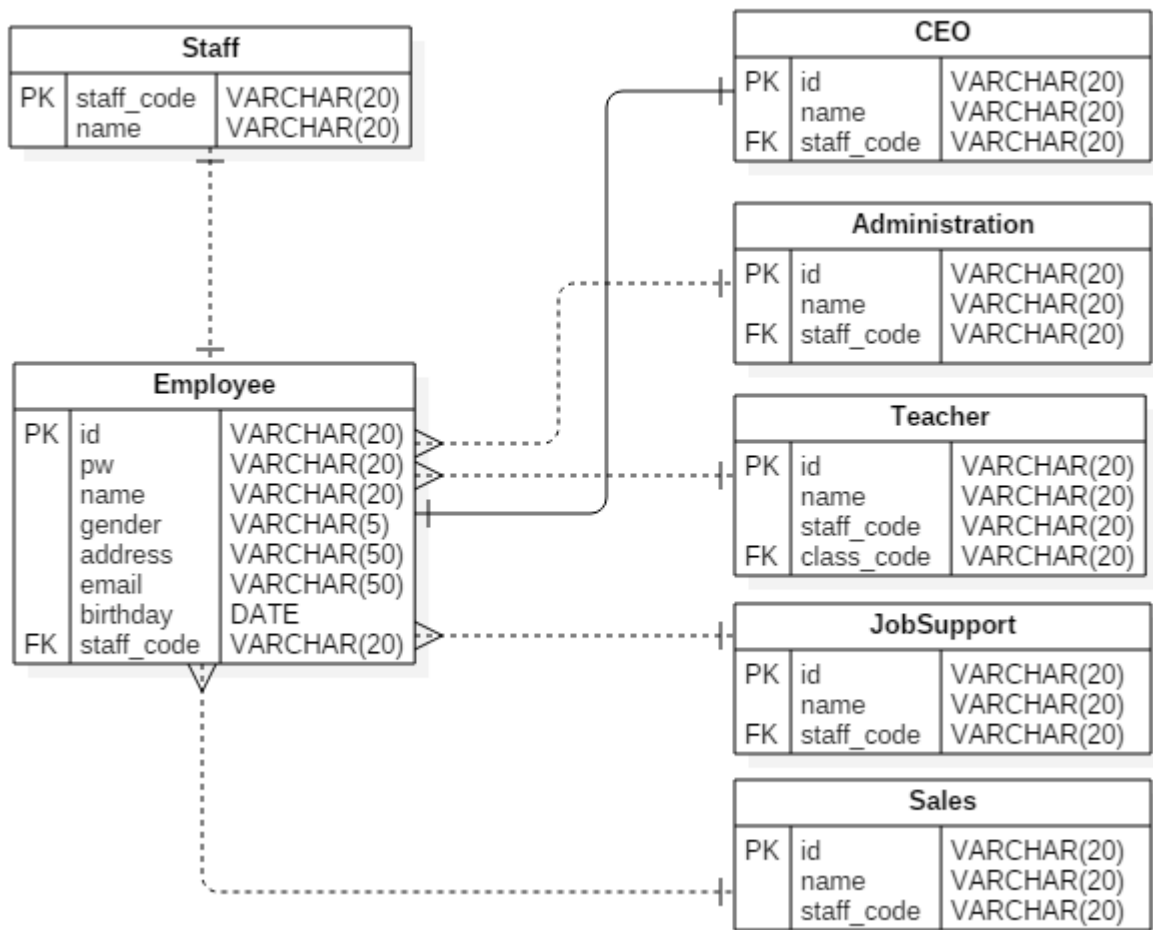 Staff
PK staff_code VARCHAR(20)
name VARCHAR(20)
CEO
PK id VARCHAR(20)
name VARCHAR(20)
FK staff_code VARCHAR(20)
Administration
PK id VARCHAR(20)
name VARCHAR(20)
FK staff_code VARCHAR(20)
Employee
PK id VARCHAR(20)
pw VARCHAR(20)
name VARCHAR(20)
gender VARCHAR(5)
address VARCHAR(50)
email VARCHAR(50)
birthday DATE
FK staff_code VARCHAR(20)
Teacher
PK id VARCHAR(20)
name VARCHAR(20)
staff_code VARCHAR(20)
FK class_code VARCHAR(20)
JobSupport
PK id VARCHAR(20)
name VARCHAR(20)
FK staff_code VARCHAR(20)
Sales
PK id VARCHAR(20)
name VARCHAR(20)
staff_code VARCHAR(20)